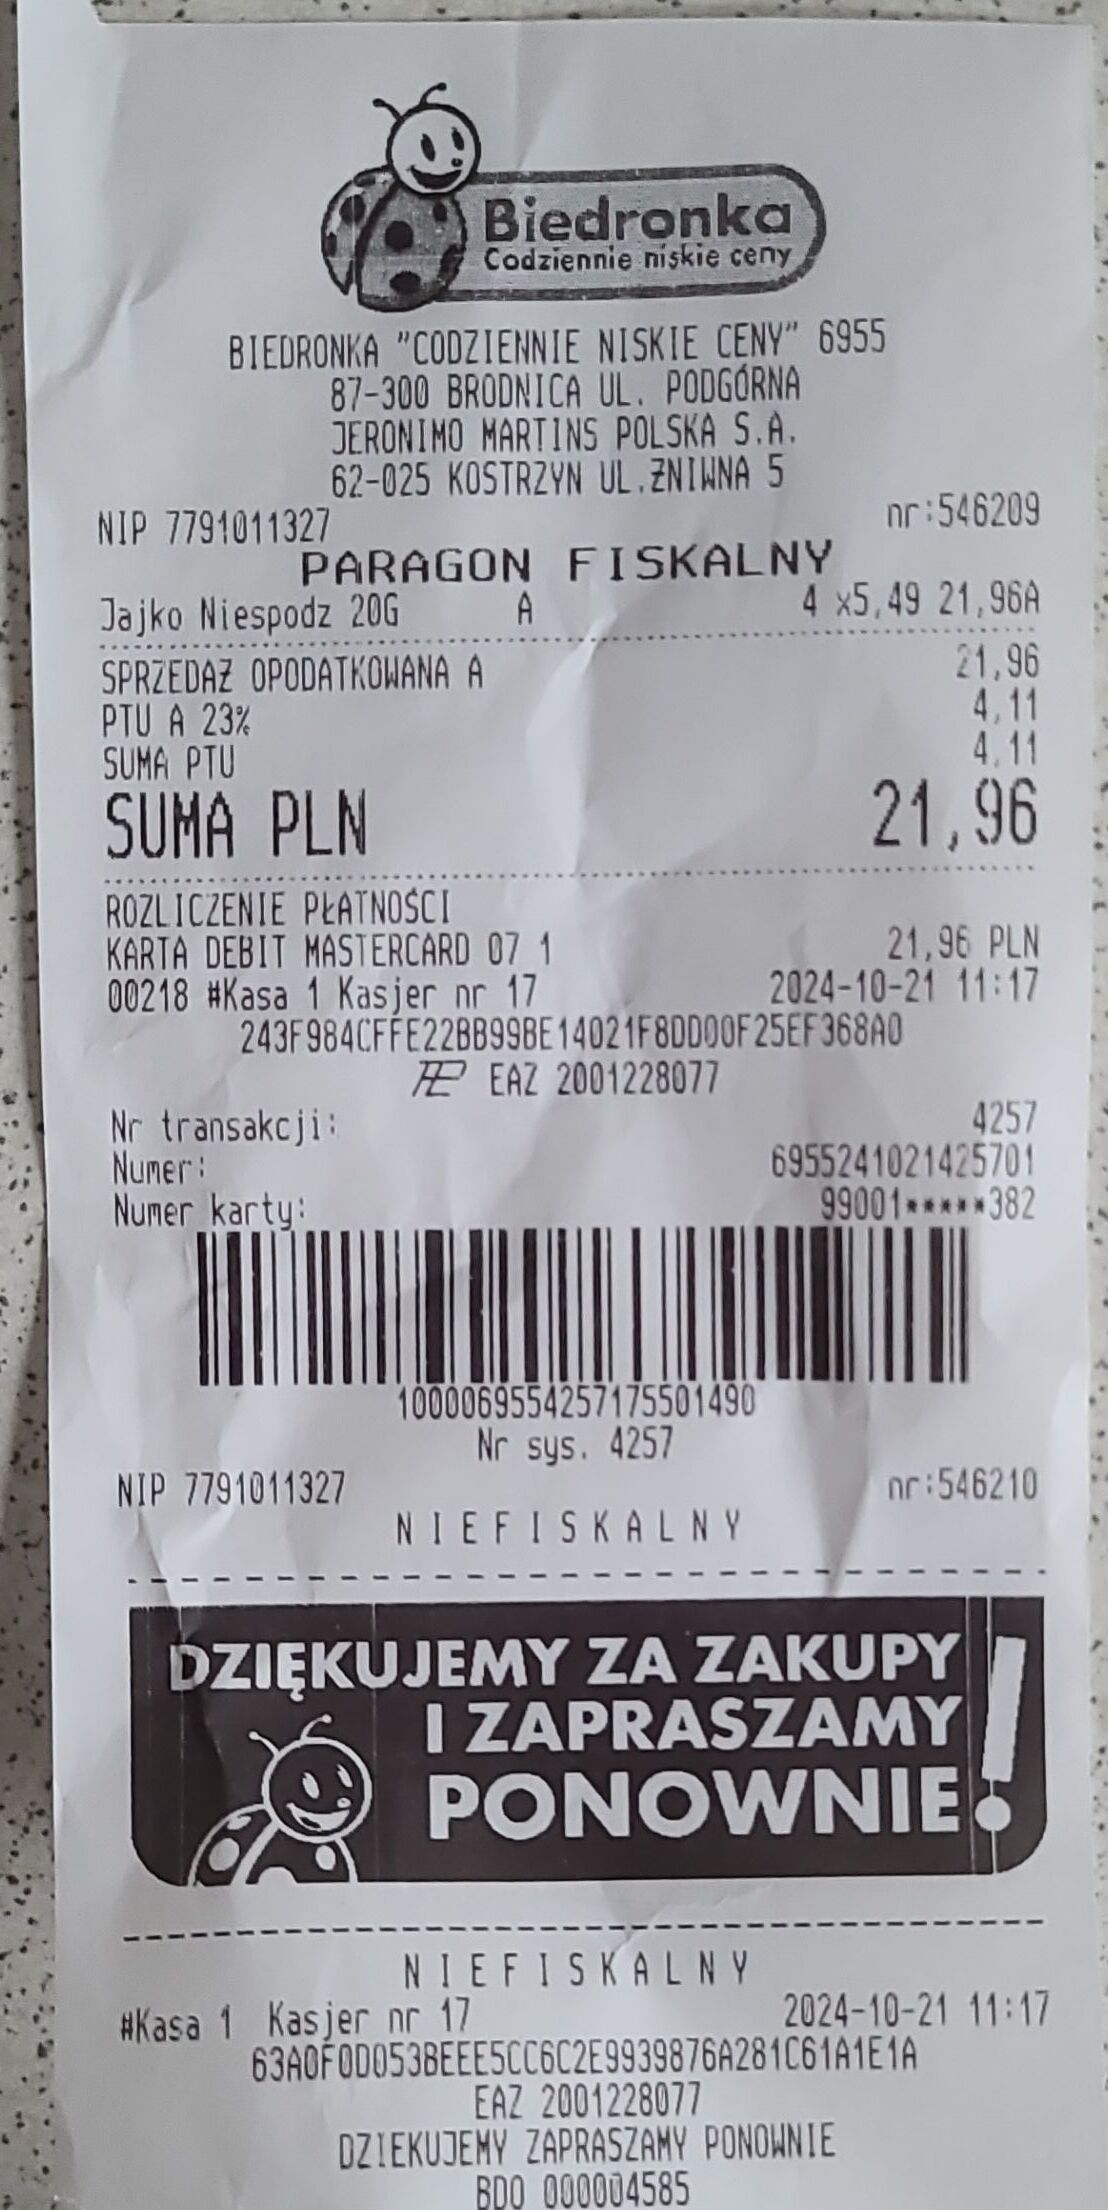 Biedronka
Codziennie niskie ceny
BIEDRONKA "CODZIENNIE NISKIE CENY" 6955
87-300 BRODNICA UL. PODGÓRNA
JERONIMO MARTINS POLSKA S.A.
62-025 KOSTRZYN UL.ŻNIWNA 5
NIP 7791011327 nr:546209
PARAGON FISKALNY
Jajko Niespodz 20G A 4 x5,49 21,96A
SPRZEDAŻ OPODATKOWANA A 21,96
PTU A 23% 4,11
SUMA PTU 4,11
SUMA PLN 21,96
ROZLICZENIE PŁATNOŚCI
KARTA DEBIT MASTERCARD 07 1 21,96 PLN
00218 #Kasa 1 Kasjer nr 17 2024-10-21 11:17
243F984CFFE22BB99BE14021F8DD00F25EF368A0
EAZ 2001228077
Nr transakcji: 4257
Numer: 6955241021425701
Numer karty: 99001*****382
1000069554257175501490
Nr sys. 4257
NIP 7791011327 nr:546210
NIEFISKALNY
DZIĘKUJEMY ZA ZAKUPY
I ZAPRASZAMY
PONOWNIE!
NIEFISKALNY
#Kasa 1 Kasjer nr 17 2024-10-21 11:17
63A0F0D053BEEE5CC6C2E9939876A281C61A1E1A
EAZ 2001228077
DZIEKUJEMY ZAPRASZAMY PONOWNIE
BDO 000004585